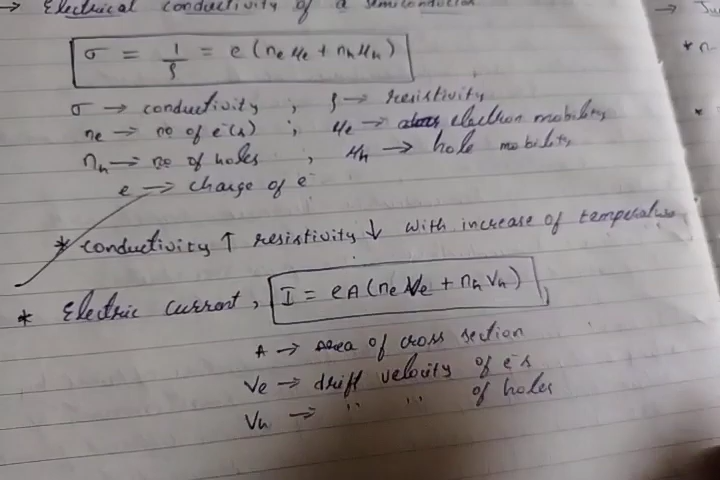 → Electrical conductivity of a semiconductor
σ = 1/ρ = e (nₑ μₑ + nₕ μₕ)
σ → conductivity , ρ → resistivity
nₑ → no of e⁻(s) ; μₑ → electron mobility
nₕ → no of holes , μₕ → hole mobility
e → charge of e⁻
* conductivity ↑ resistivity ↓ with increase of temperature
* Electric current, I = eA (nₑ Vₑ + nₕ Vₕ) ,
A → Area of cross section
Vₑ → drift velocity of e⁻s
Vₕ → " " of holes
→
* n-
*